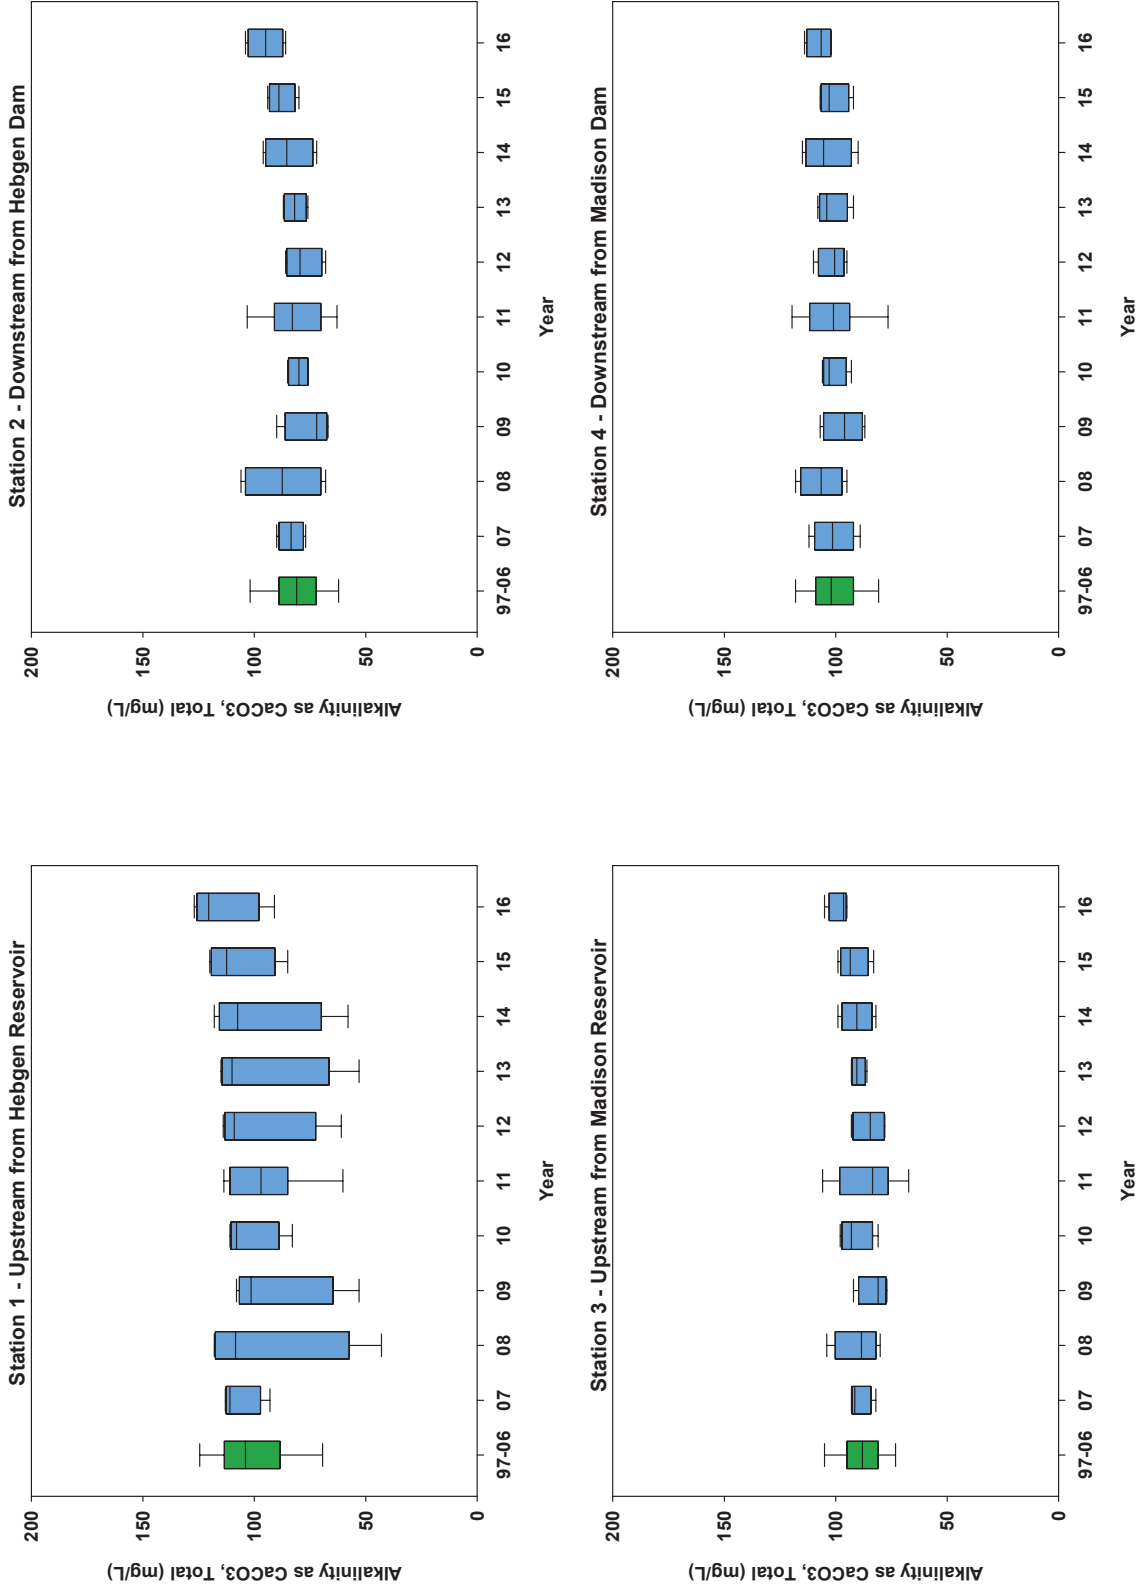 Station 1 - Upstream from Hebgen Reservoir
Alkalinity as CaCO3, Total (mg/L)
200
150
100
50
0
97-06 07 08 09 10 11 12 13 14 15 16
Year
Station 2 - Downstream from Hebgen Dam
Alkalinity as CaCO3, Total (mg/L)
200
150
100
50
0
97-06 07 08 09 10 11 12 13 14 15 16
Year
Station 3 - Upstream from Madison Reservoir
Alkalinity as CaCO3, Total (mg/L)
200
150
100
50
0
97-06 07 08 09 10 11 12 13 14 15 16
Year
Station 4 - Downstream from Madison Dam
Alkalinity as CaCO3, Total (mg/L)
200
150
100
50
0
97-06 07 08 09 10 11 12 13 14 15 16
Year